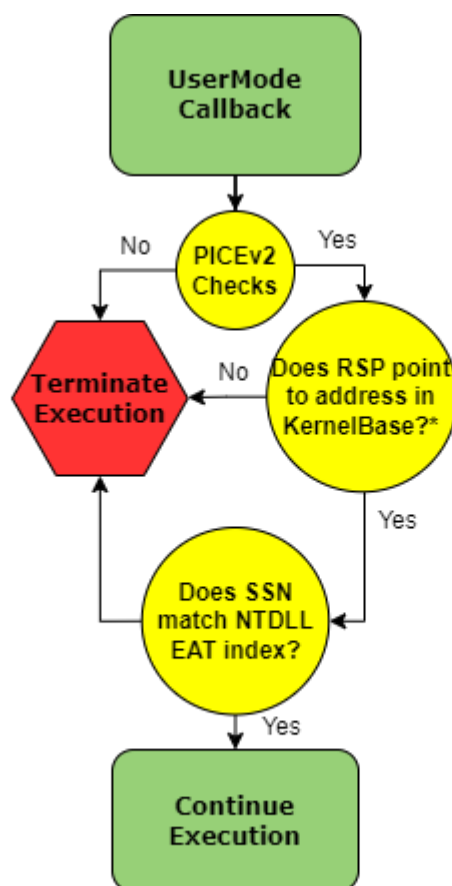 UserMode
Callback
No
Yes
PICEv2
Checks
Terminate
Execution
No
Does RSP point
to address in
KernelBase?*
Yes
Does SSN
match NTDLL
EAT index?
Yes
Continue
Execution